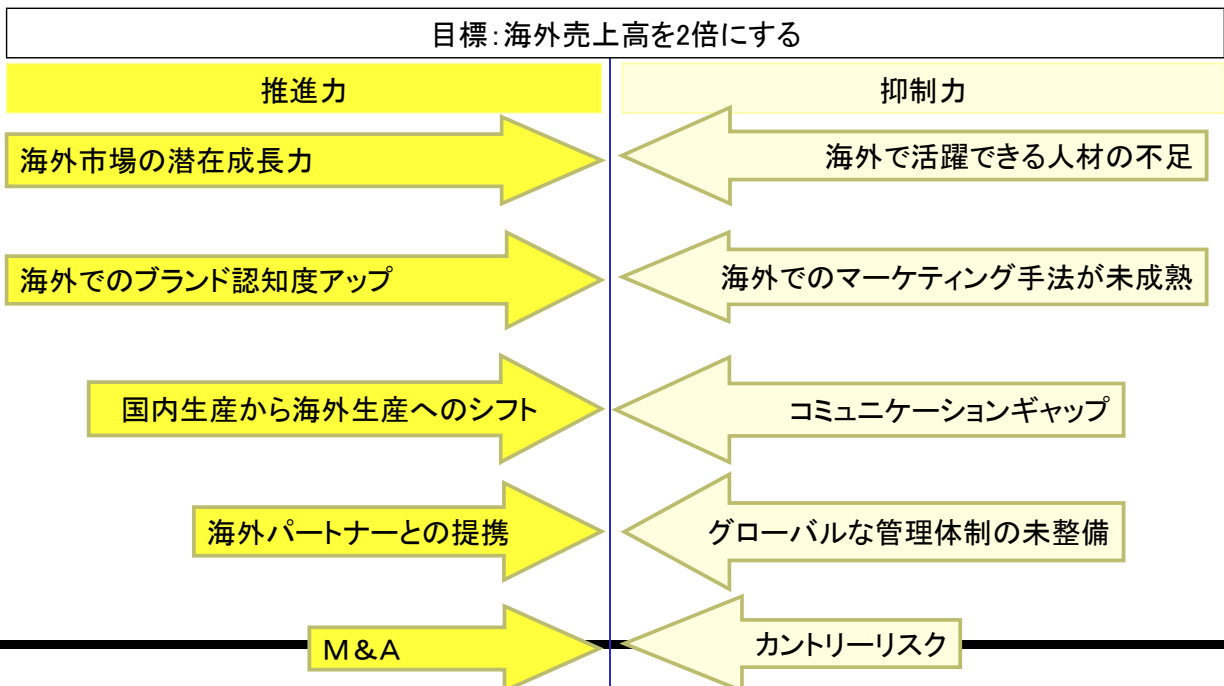 目標：海外売上高を2倍にする
推進力
抑制力
海外市場の潜在成長力
海外で活躍できる人材の不足
海外でのブランド認知度アップ
海外でのマーケティング手法が未成熟
国内生産から海外生産へのシフト
コミュニケーションギャップ
海外パートナーとの提携
グローバルな管理体制の未整備
Ｍ＆Ａ
カントリーリスク